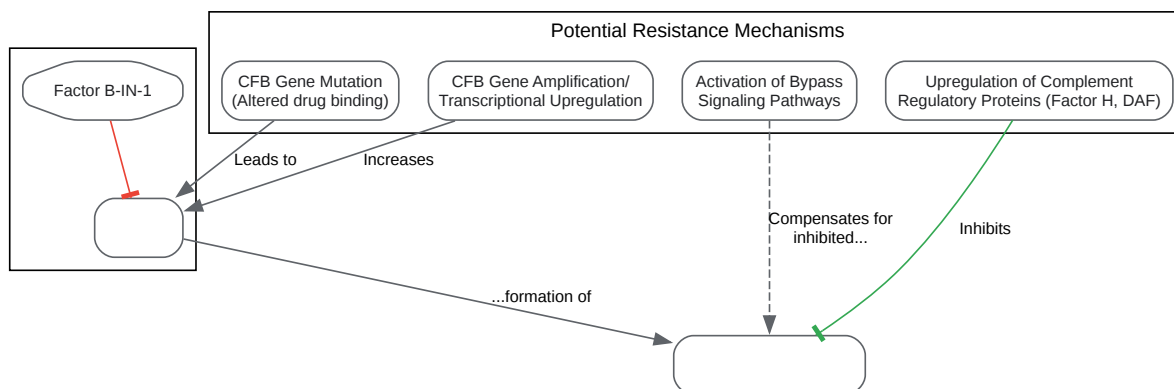 Potential Resistance Mechanisms
Factor B-IN-1
CFB Gene Mutation
(Altered drug binding)
CFB Gene Amplification/
Transcriptional Upregulation
Activation of Bypass
Signaling Pathways
Upregulation of Complement
Regulatory Proteins (Factor H, DAF)
Leads to
Increases
Compensates for
inhibited...
Inhibits
...formation of